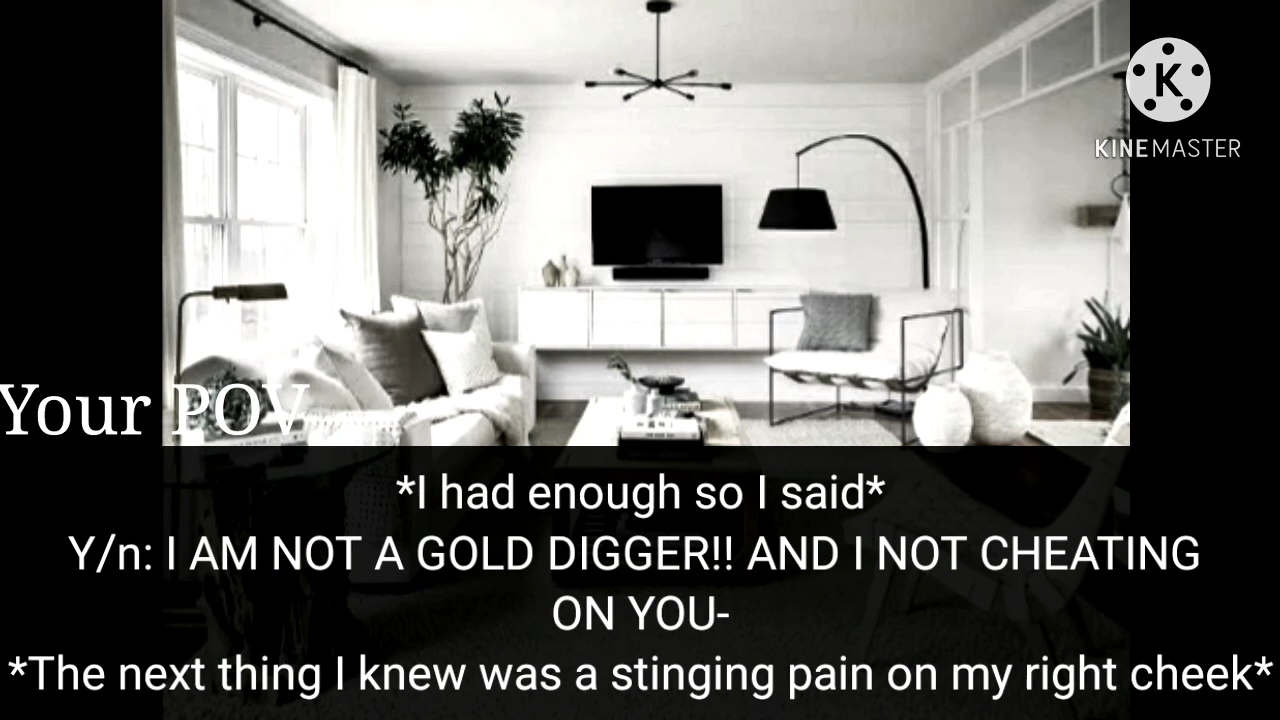 K
KINEMASTER
Your POV
*I had enough so I said*
Y/n: I AM NOT A GOLD DIGGER!! AND I NOT CHEATING
ON YOU-
*The next thing I knew was a stinging pain on my right cheek*